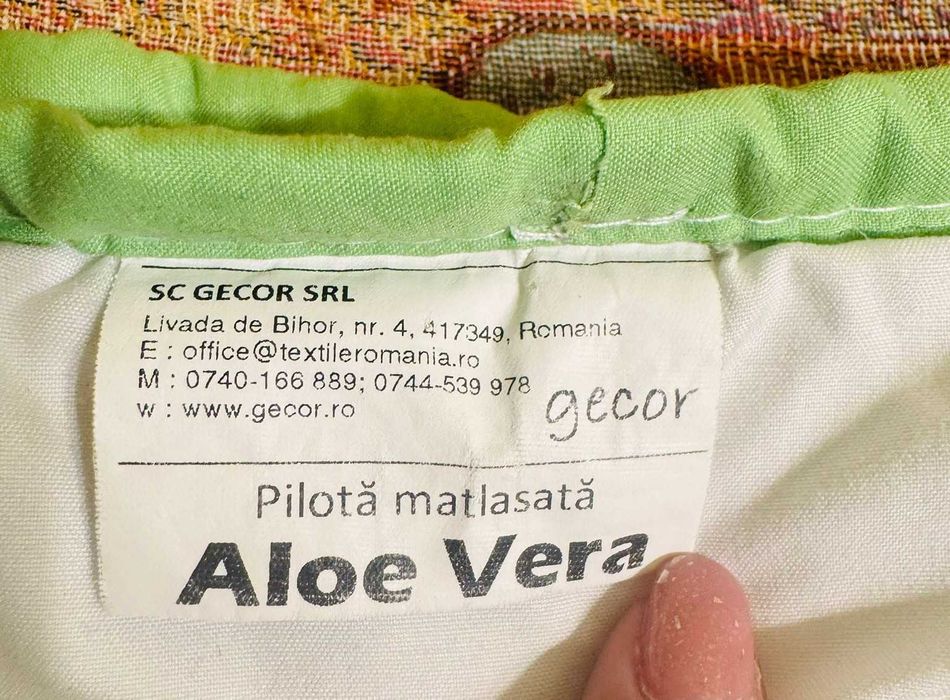 SC GECOR SRL
Livada de Bihor, nr. 4, 417349, Romania
E : office@textileromania.ro
M : 0740-166 889; 0744-539 978
w : www.gecor.ro
gecor
Pilotă matlasată
Aloe Vera